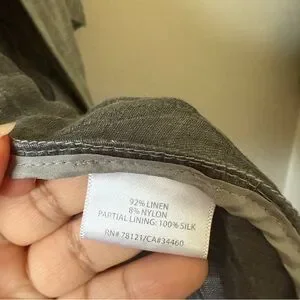 92% LINEN
8% NYLON
PARTIAL LINING: 100% SILK
RN# 78121/CA#34460